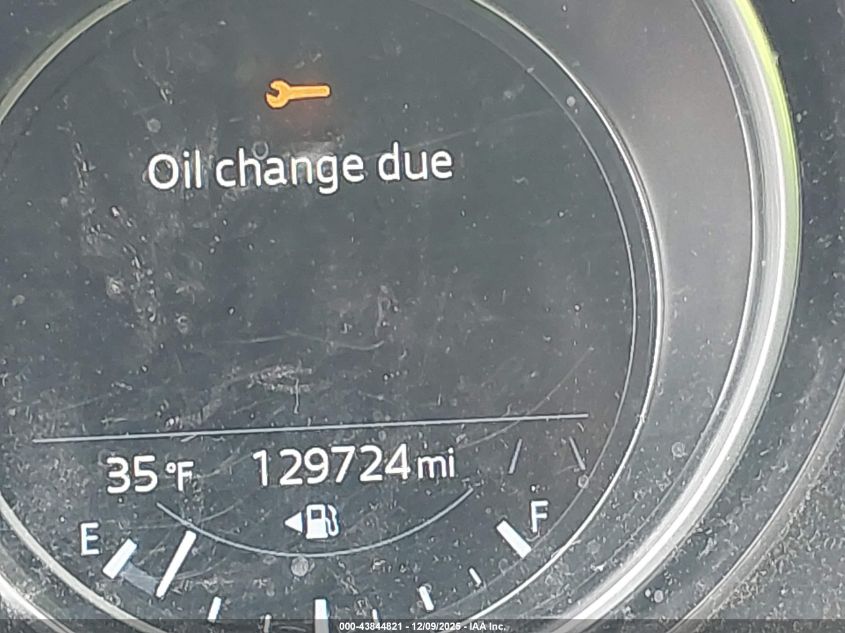 Oil change due
35 °F 129724 mi
E F
000-43844821 - 12/09/2025 - IAA Inc.